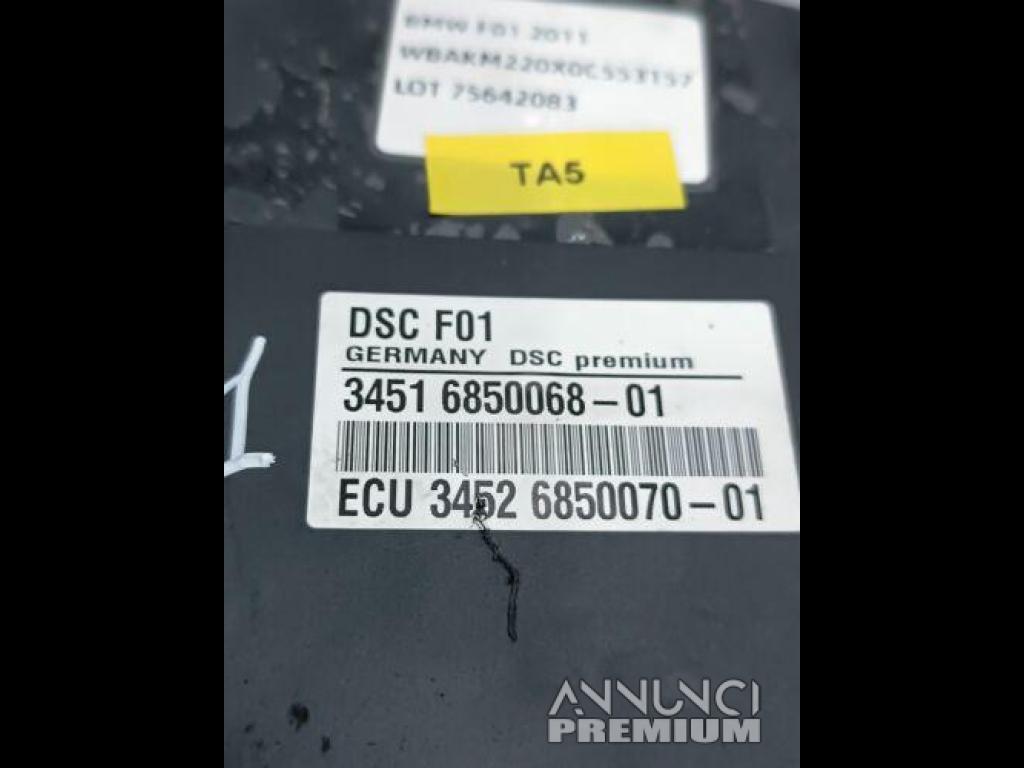 BMW F01 2011
WBAKM220X0C553157
LOT 75642083
TA5
DSC F01
GERMANY DSC premium
3451 6850068-01
ECU 3452 6850070-01
ANNUNCI
PREMIUM